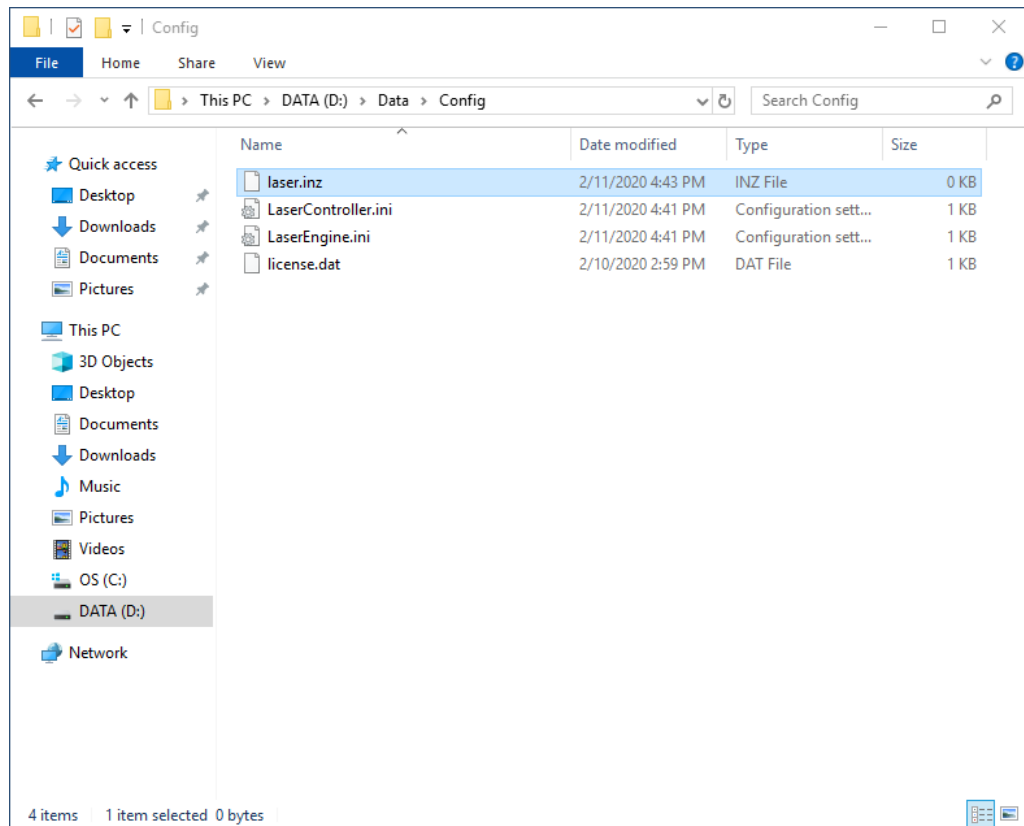 Config
File Home Share View ?
This PC > DATA (D:) > Data > Config Search Config
Name Date modified Type Size
Quick access
Desktop
Downloads
Documents
Pictures
This PC
3D Objects
Desktop
Documents
Downloads
Music
Pictures
Videos
OS (C:)
DATA (D:)
Network
laser.inz 2/11/2020 4:43 PM INZ File 0 KB
LaserController.ini 2/11/2020 4:41 PM Configuration sett... 1 KB
LaserEngine.ini 2/11/2020 4:41 PM Configuration sett... 1 KB
license.dat 2/10/2020 2:59 PM DAT File 1 KB
4 items 1 item selected 0 bytes